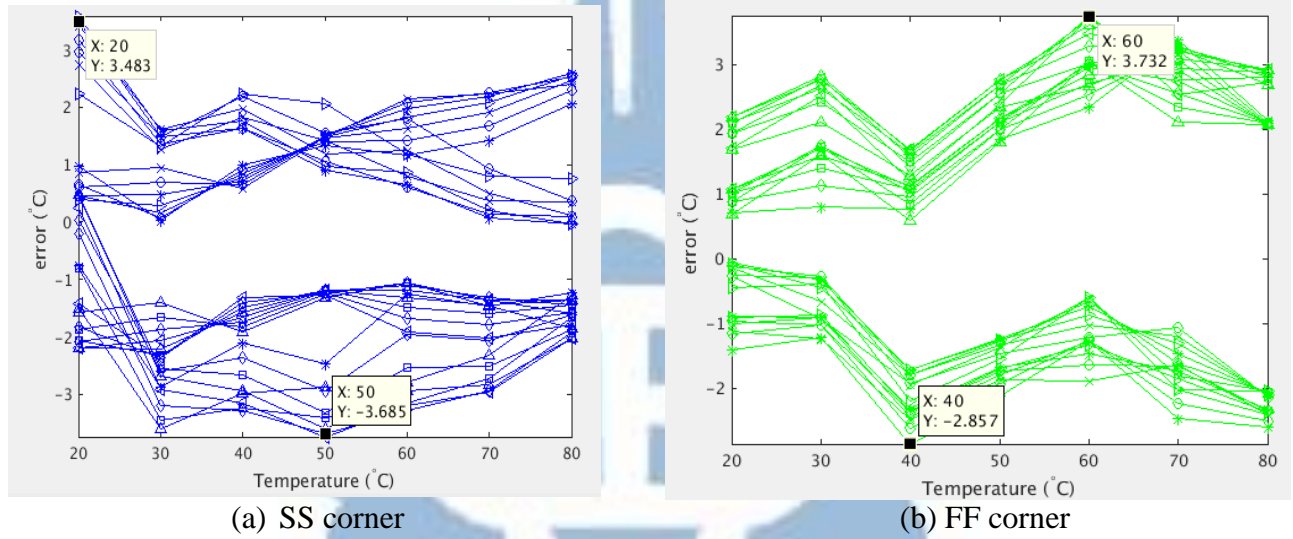 X: 20
Y: 3.483
X: 50
Y: -3.685
3
2
1
0
-1
-2
-3
error (°C)
20 30 40 50 60 70 80
Temperature (°C)
(a) SS corner
X: 60
Y: 3.732
X: 40
Y: -2.857
3
2
1
0
-1
-2
error (°C)
20 30 40 50 60 70 80
Temperature (°C)
(b) FF corner